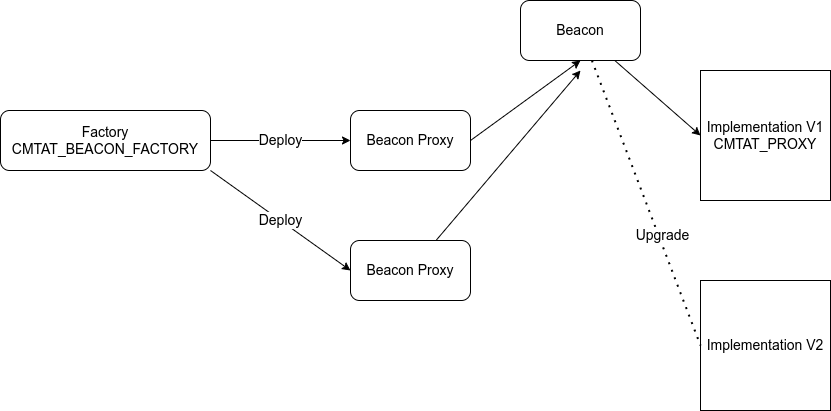 Beacon
Factory
CMTAT_BEACON_FACTORY
Deploy
Beacon Proxy
Implementation V1
CMTAT_PROXY
Deploy
Upgrade
Beacon Proxy
Implementation V2